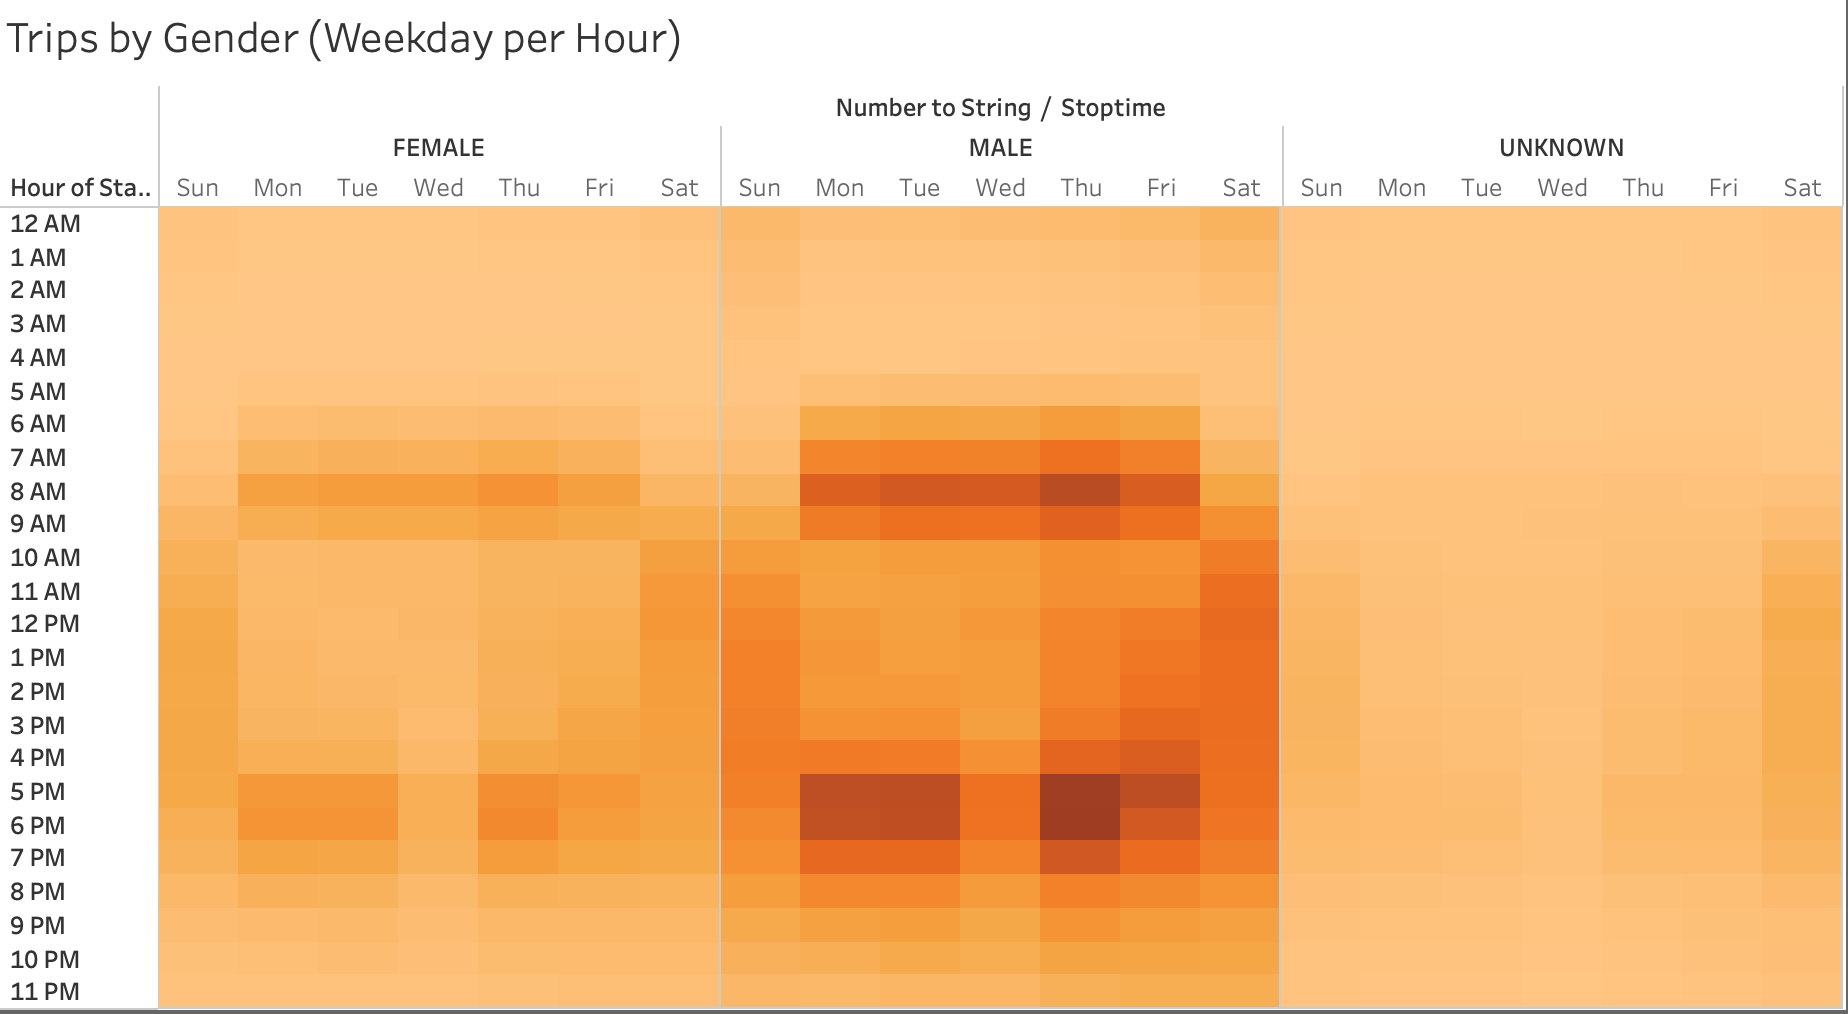 Trips by Gender (Weekday per Hour)
Number to String / Stoptime
FEMALE MALE UNKNOWN
Hour of Sta.. Sun Mon Tue Wed Thu Fri Sat Sun Mon Tue Wed Thu Fri Sat Sun Mon Tue Wed Thu Fri Sat
12 AM
1 AM
2 AM
3 AM
4 AM
5 AM
6 AM
7 AM
8 AM
9 AM
10 AM
11 AM
12 PM
1 PM
2 PM
3 PM
4 PM
5 PM
6 PM
7 PM
8 PM
9 PM
10 PM
11 PM